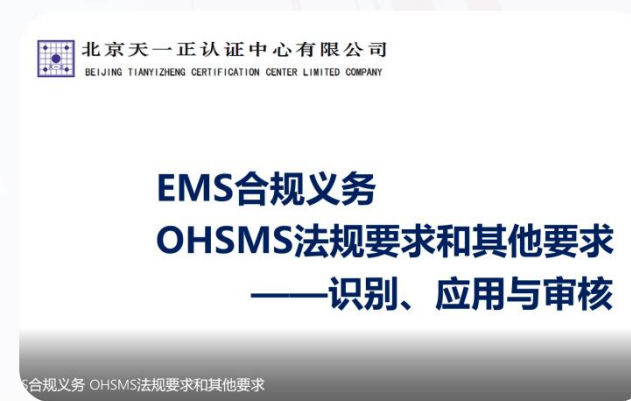 北京天一正认证中心有限公司
BEIJING TIANYIZHENG CERTIFICATION CENTER LIMITED COMPANY
EMS合规义务
OHSMS法规要求和其他要求
——识别、应用与审核
S合规义务 OHSMS法规要求和其他要求